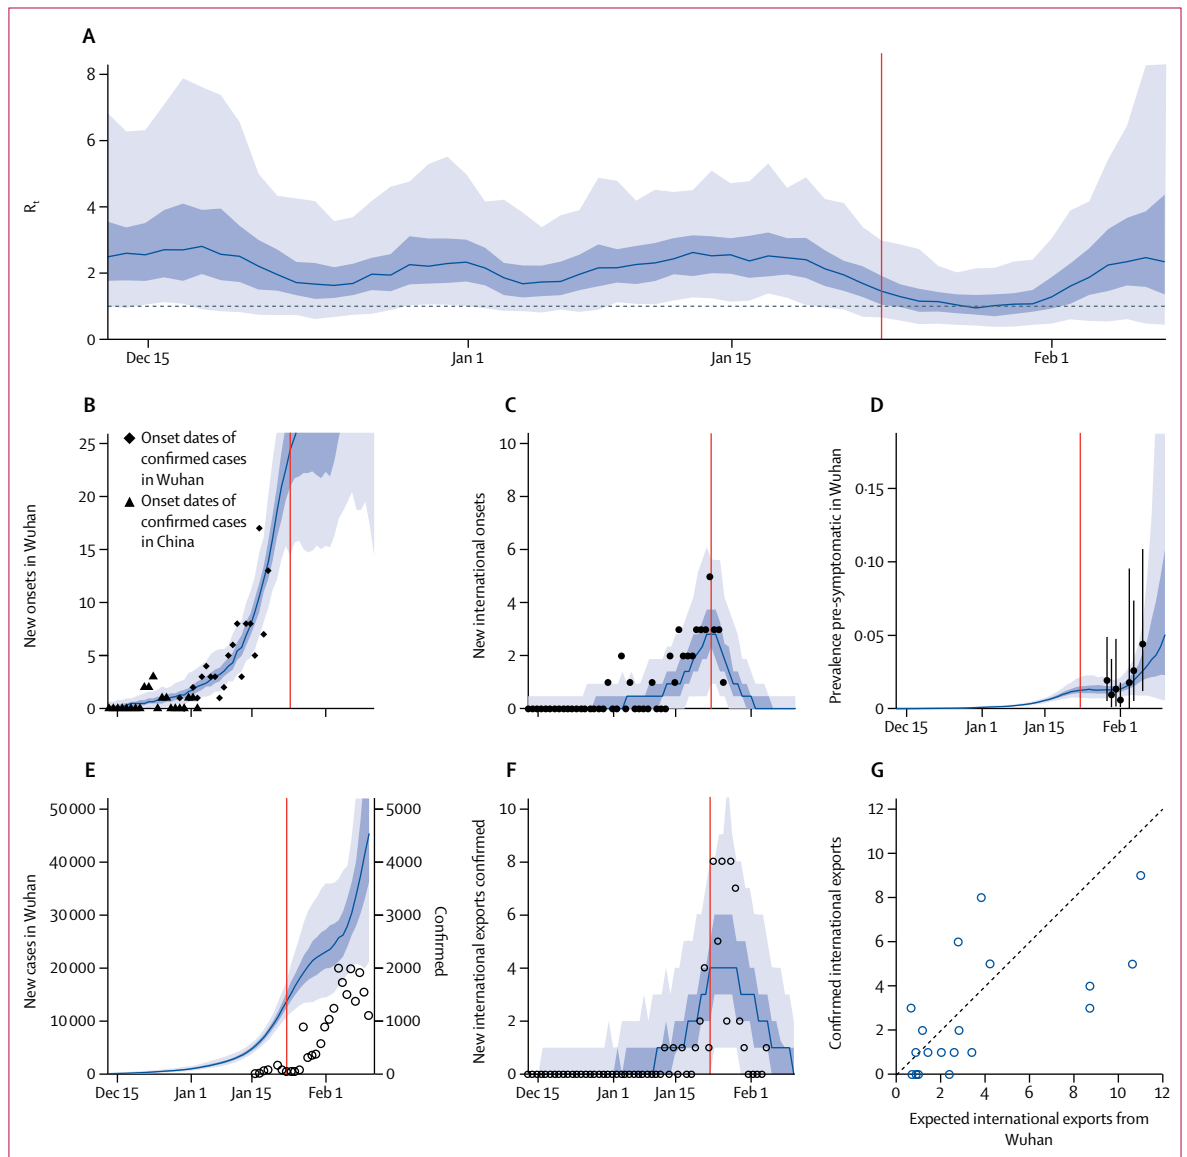 A
R_t
8
6
4
2
0
Dec 15
Jan 1
Jan 15
Feb 1
B
New onsets in Wuhan
25
20
15
10
5
0
Onset dates of
confirmed cases
in Wuhan
Onset dates of
confirmed cases
in China
C
New international onsets
10
8
6
4
2
0
D
Prevalence pre-symptomatic in Wuhan
0·15
0·10
0·05
0
Dec 15
Jan 1
Jan 15
Feb 1
E
New cases in Wuhan
50 000
40 000
30 000
20 000
10 000
0
5000
4000
3000
2000
1000
0
Confirmed
Dec 15
Jan 1
Jan 15
Feb 1
F
New international exports confirmed
10
8
6
4
2
0
Dec 15
Jan 1
Jan 15
Feb 1
G
Confirmed international exports
12
10
8
6
4
2
0
0
2
4
6
8
10
12
Expected international exports from
Wuhan